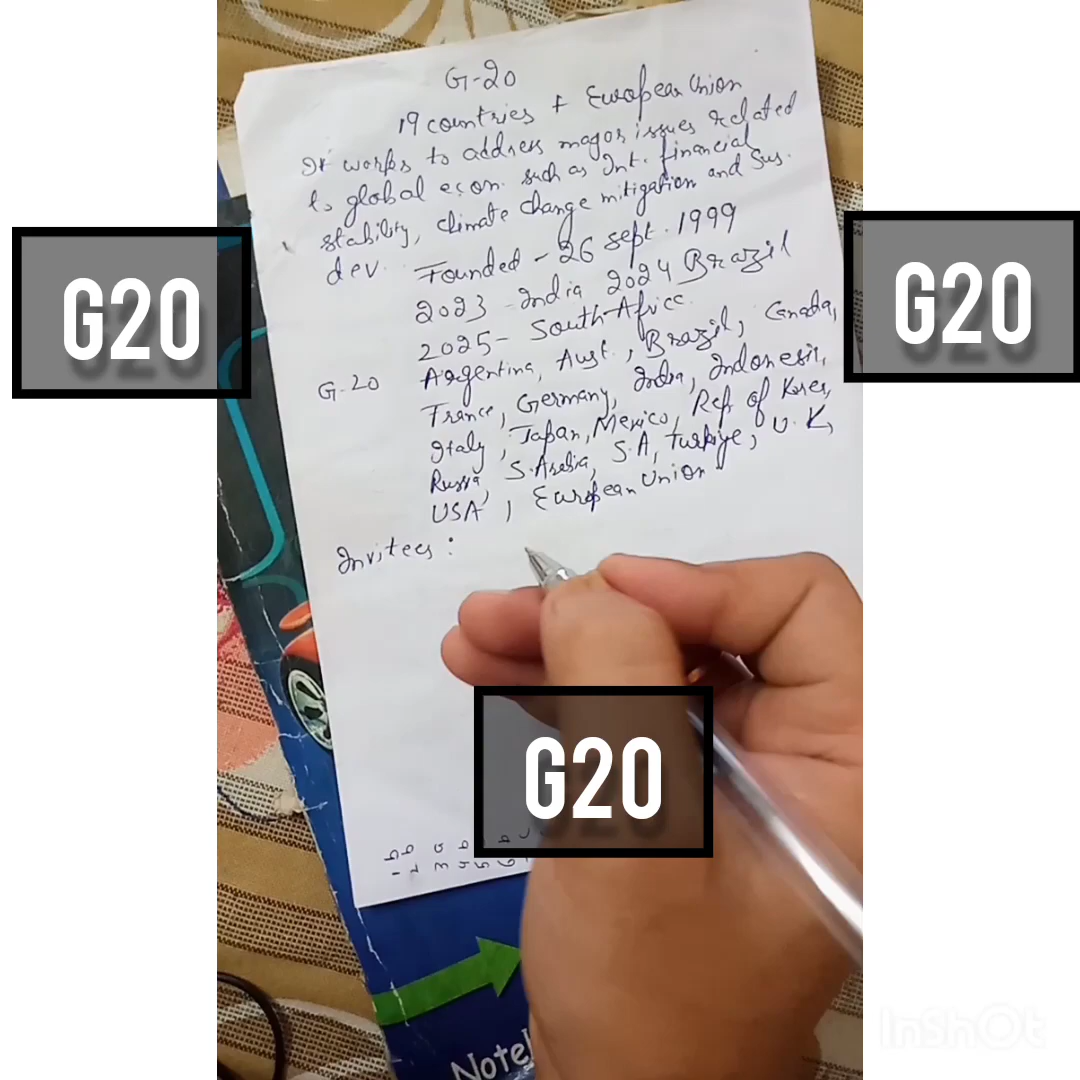 G-20
19 countries + European Union
It works to address magor issues related
to global econ. such as Int. financial
stability, climate change mitigation and Sus.
dev.
Founded - 26 sept. 1999
2023 - India 2024 Brazil
2025 - South Africa
G-20 Argentina, Aust., Brazil, Canada,
France, Germany, India, Indonesia,
Italy, Japan, Mexico, Rep of Korea,
Russia, S. Arabia, S.A, turkiye, U.K,
USA, European Union
Invitees :
G20
G20
G20
Note
InShOt